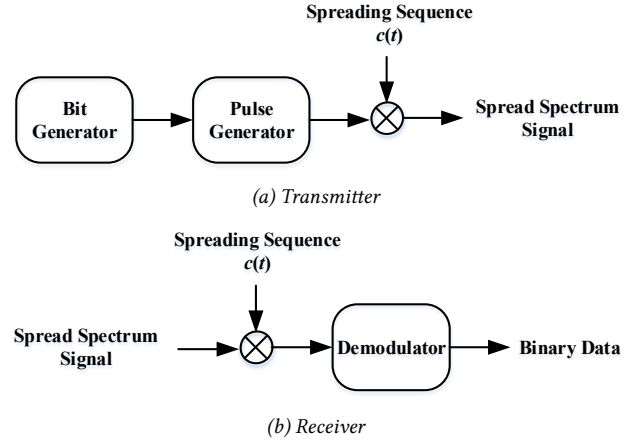 Spreading Sequence
c(t)
Bit
Generator
Pulse
Generator
Spread Spectrum
Signal
(a) Transmitter
Spreading Sequence
c(t)
Spread Spectrum
Signal
Demodulator
Binary Data
(b) Receiver